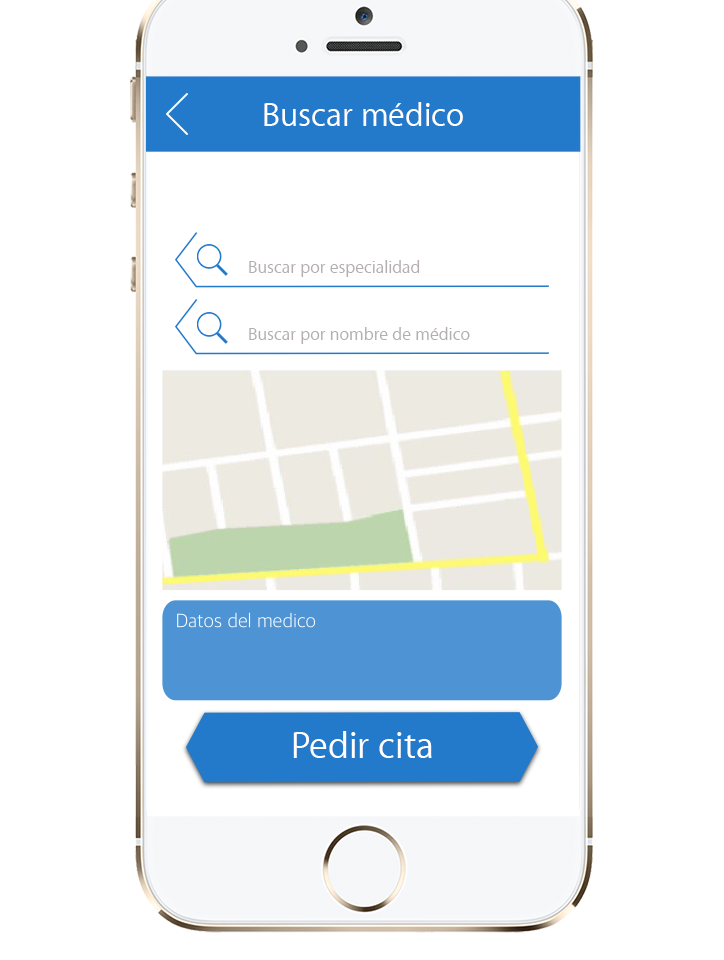 Buscar médico
Buscar por especialidad
Buscar por nombre de médico
Datos del medico
Pedir cita